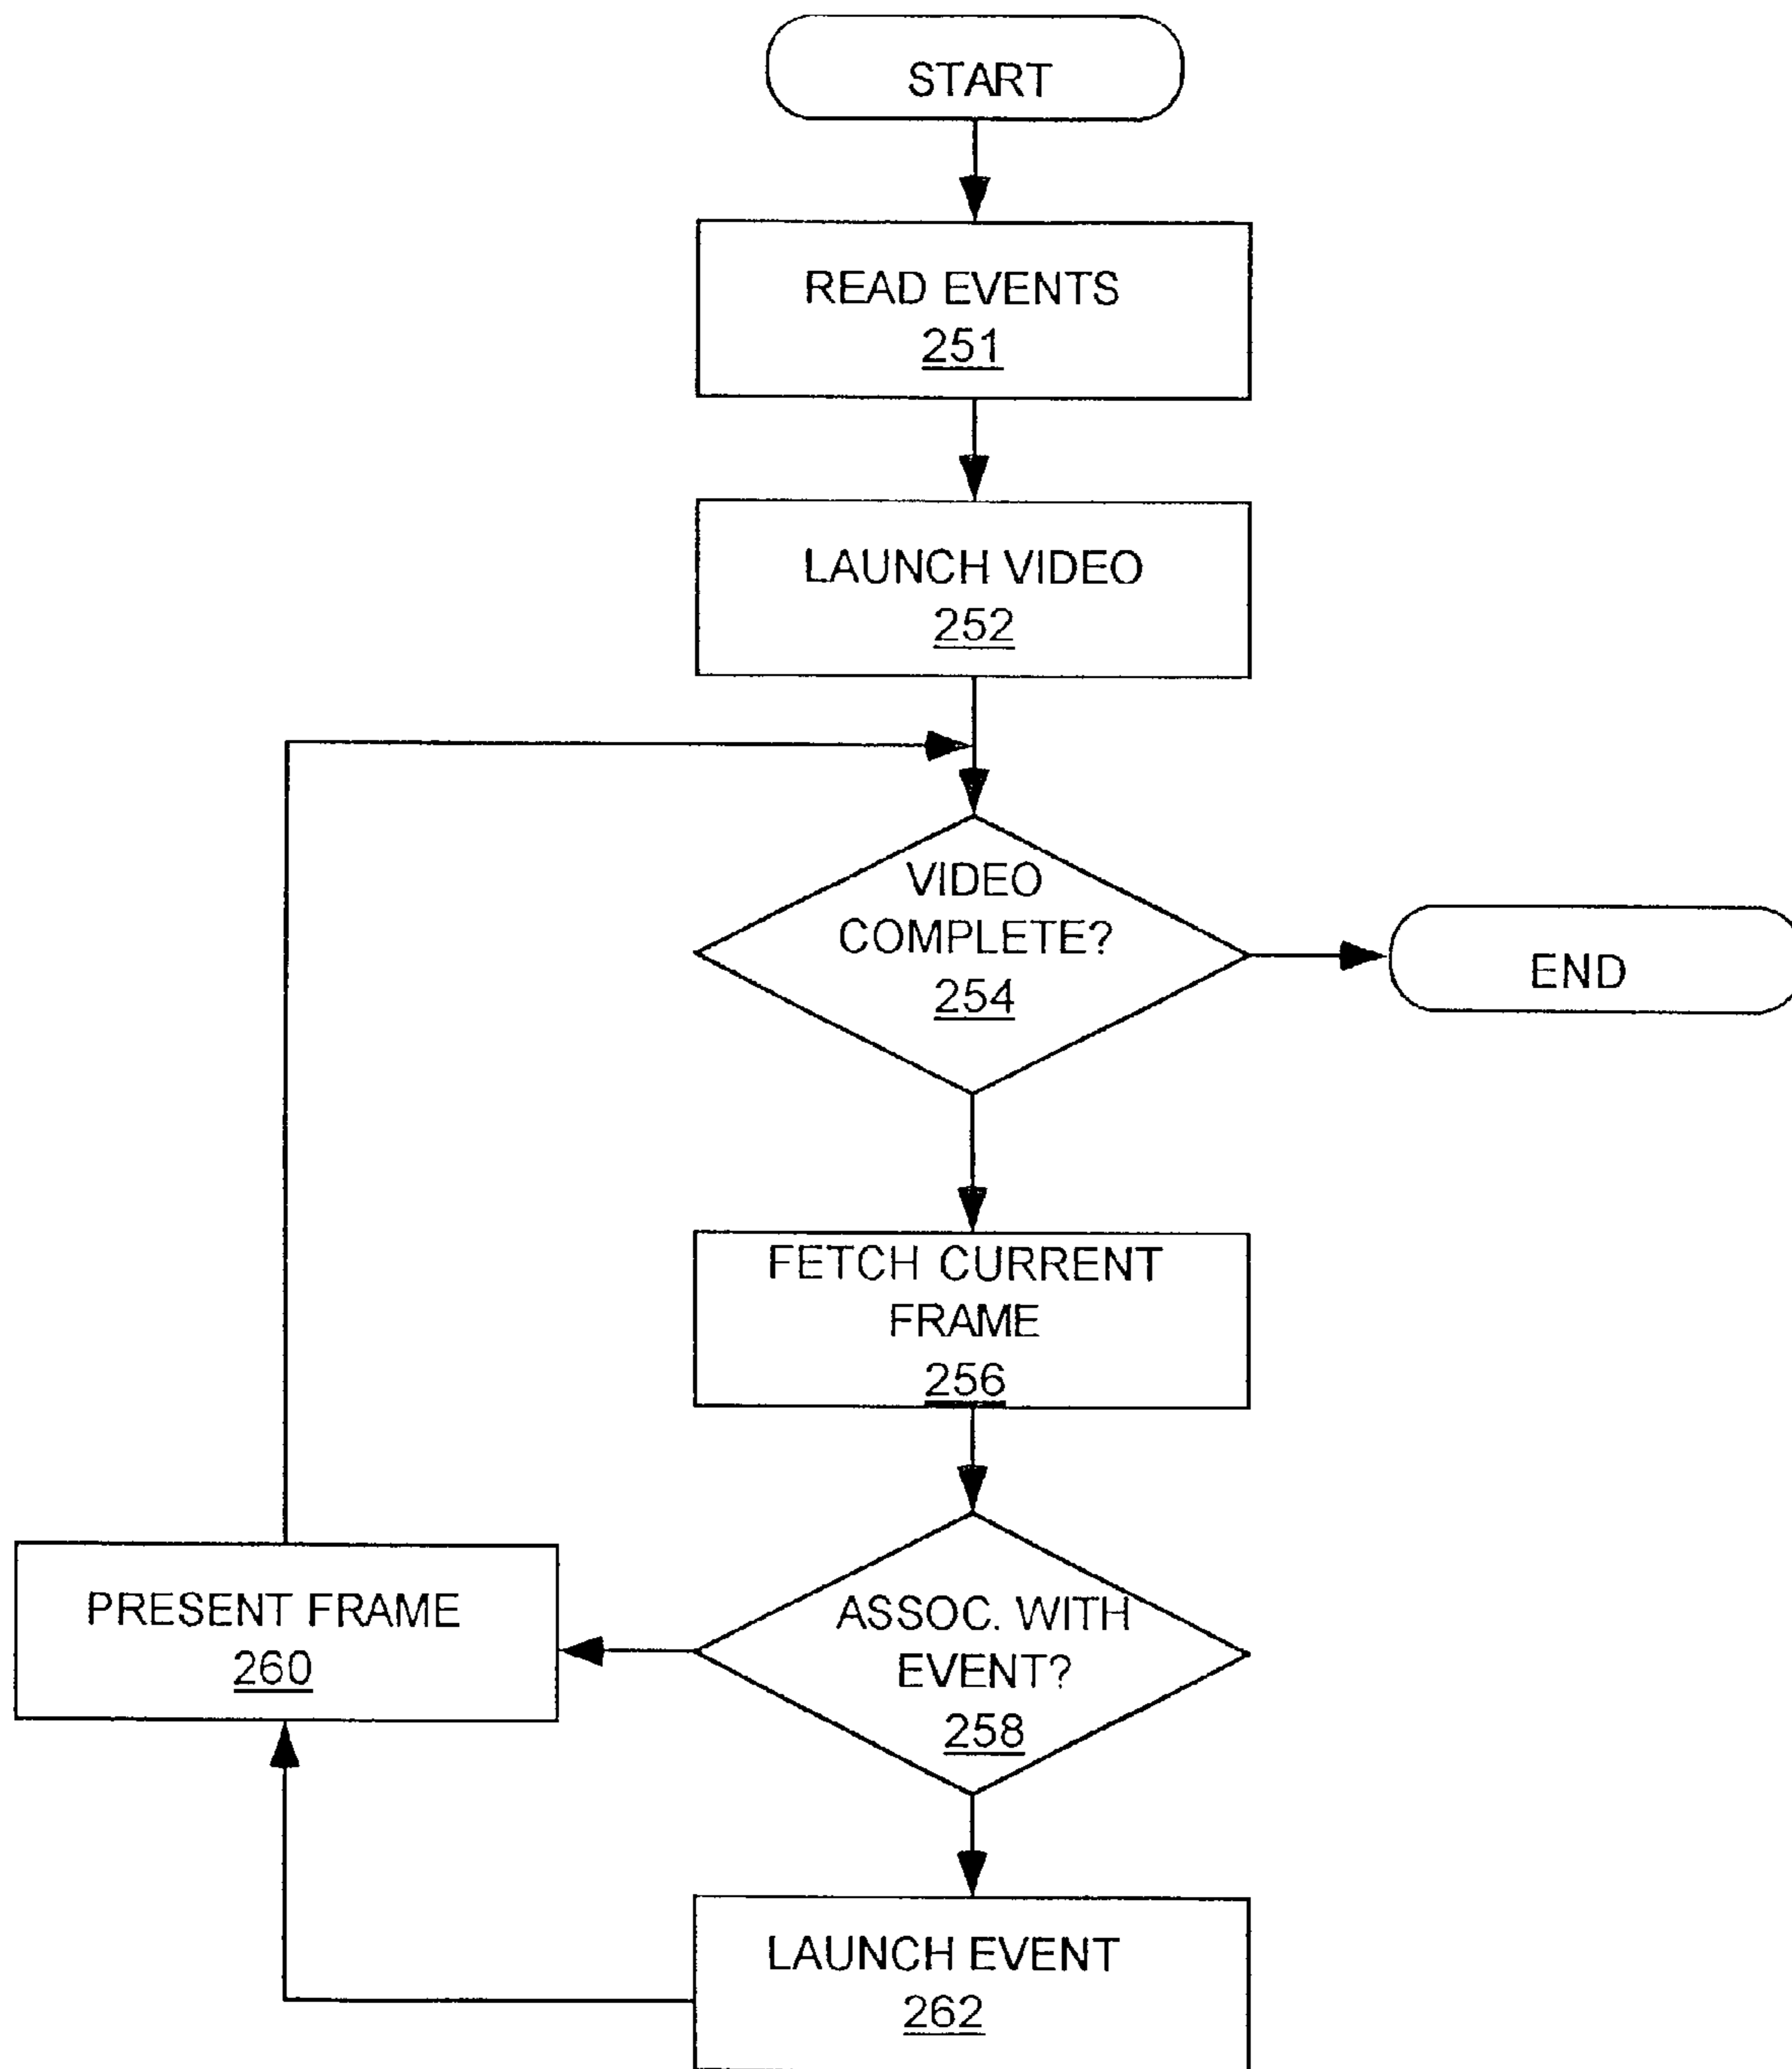 START
READ EVENTS
251
LAUNCH VIDEO
252
VIDEO
COMPLETE?
254
END
FETCH CURRENT
FRAME
256
ASSOC. WITH
EVENT?
258
PRESENT FRAME
260
LAUNCH EVENT
262